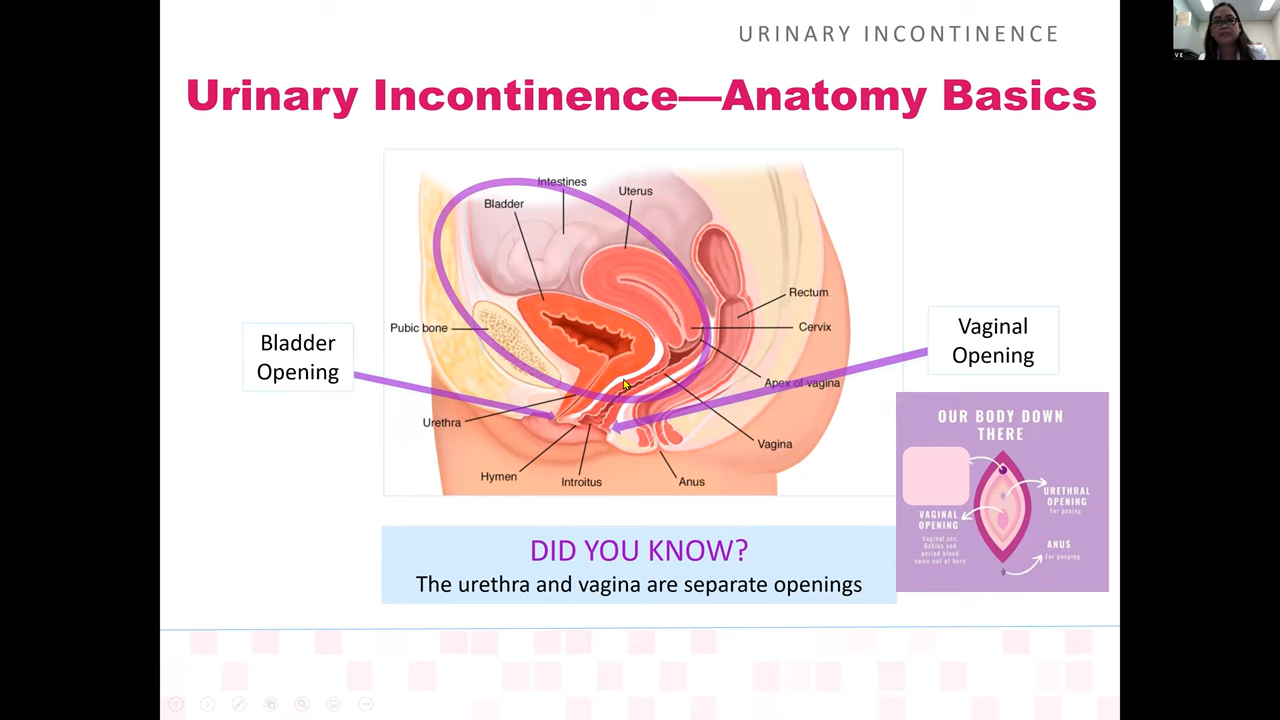 URINARY INCONTINENCE
Urinary Incontinence—Anatomy Basics
Intestines
Uterus
Bladder
Rectum
Pubic bone
Cervix
Bladder
Opening
Vaginal
Opening
Apex of vagina
Urethra
Vagina
Hymen
Introitus
Anus
OUR BODY DOWN
THERE
URETHRAL
OPENING
For peeing
VAGINAL
OPENING
Vaginal sex,
Babies and
period blood
come out of here
ANUS
For pooping
DID YOU KNOW?
The urethra and vagina are separate openings
VE